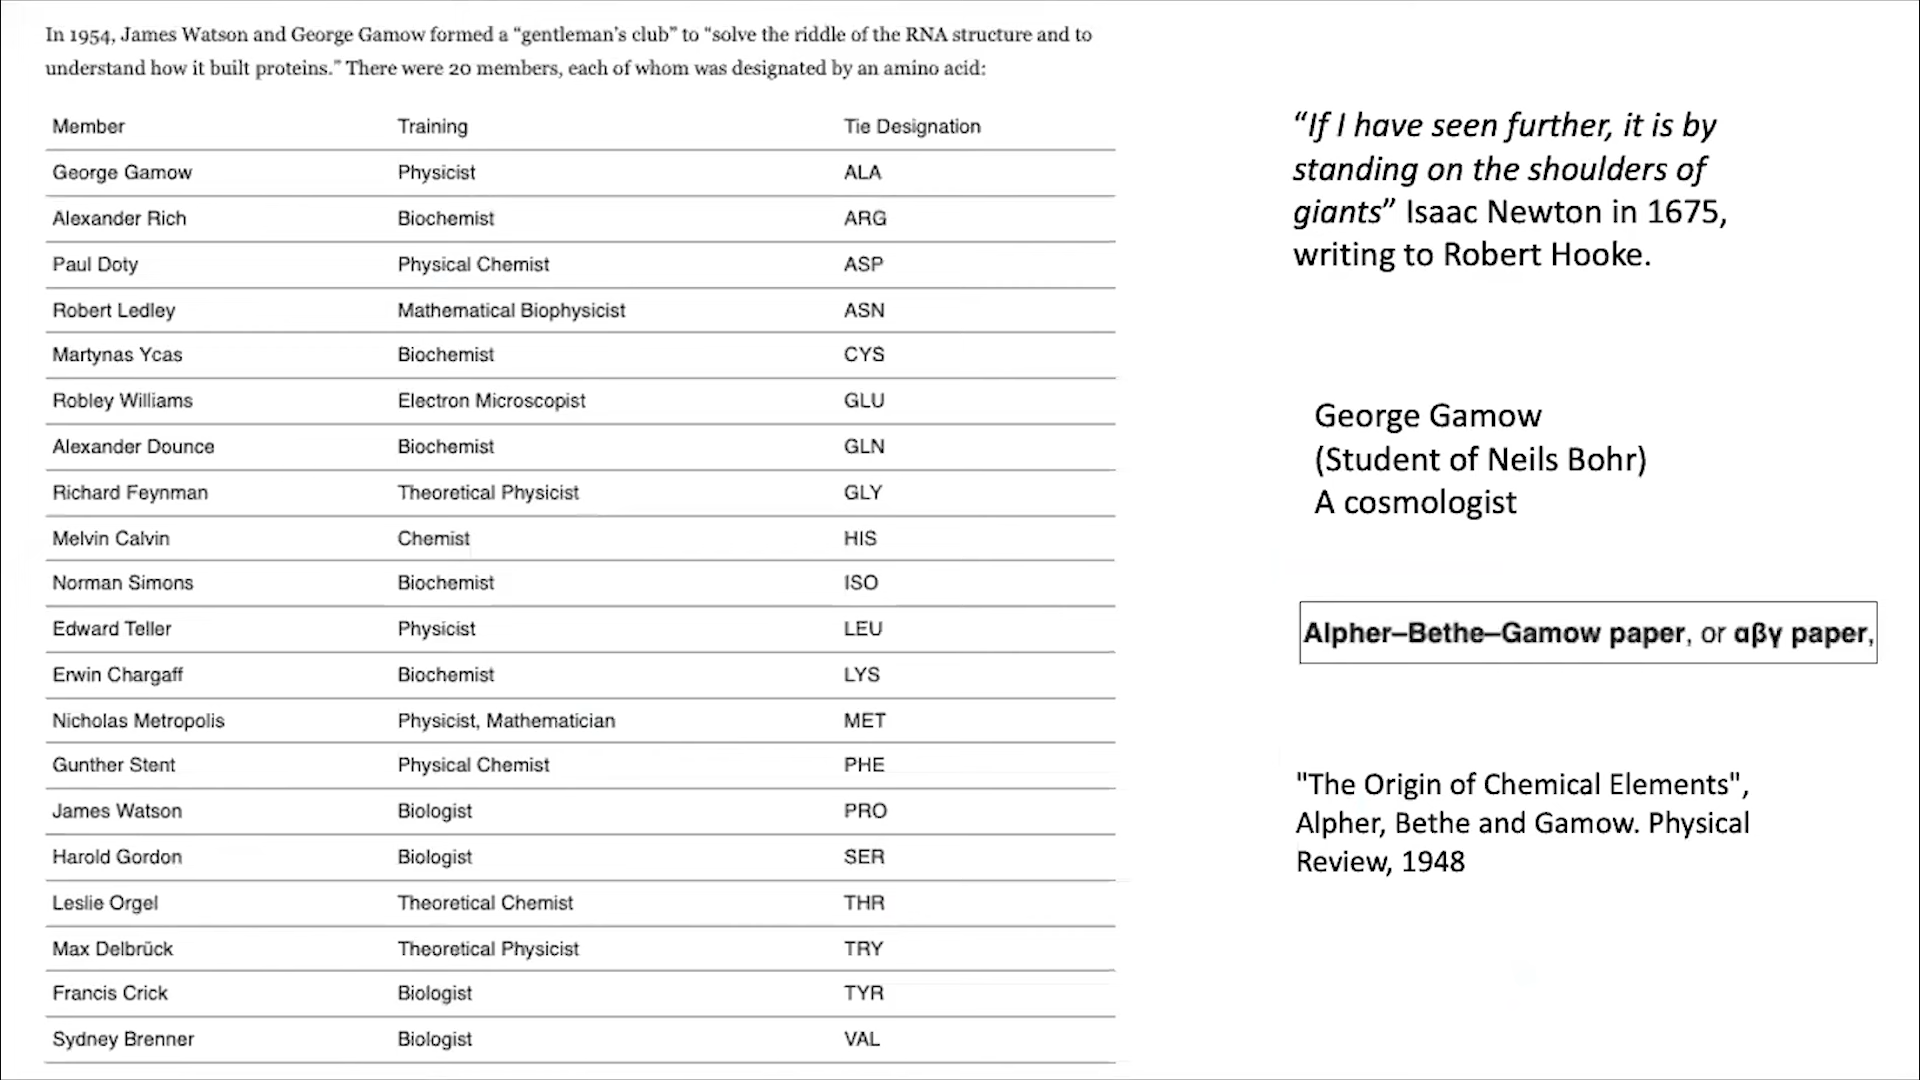 In 1954, James Watson and George Gamow formed a “gentleman’s club” to “solve the riddle of the RNA structure and to
understand how it built proteins.” There were 20 members, each of whom was designated by an amino acid:
Member Training Tie Designation
George Gamow Physicist ALA
Alexander Rich Biochemist ARG
Paul Doty Physical Chemist ASP
Robert Ledley Mathematical Biophysicist ASN
Martynas Ycas Biochemist CYS
Robley Williams Electron Microscopist GLU
Alexander Dounce Biochemist GLN
Richard Feynman Theoretical Physicist GLY
Melvin Calvin Chemist HIS
Norman Simons Biochemist ISO
Edward Teller Physicist LEU
Erwin Chargaff Biochemist LYS
Nicholas Metropolis Physicist, Mathematician MET
Gunther Stent Physical Chemist PHE
James Watson Biologist PRO
Harold Gordon Biologist SER
Leslie Orgel Theoretical Chemist THR
Max Delbrück Theoretical Physicist TRY
Francis Crick Biologist TYR
Sydney Brenner Biologist VAL
“If I have seen further, it is by
standing on the shoulders of
giants” Isaac Newton in 1675,
writing to Robert Hooke.
George Gamow
(Student of Neils Bohr)
A cosmologist
Alpher–Bethe–Gamow paper, or αβγ paper,
"The Origin of Chemical Elements",
Alpher, Bethe and Gamow. Physical
Review, 1948